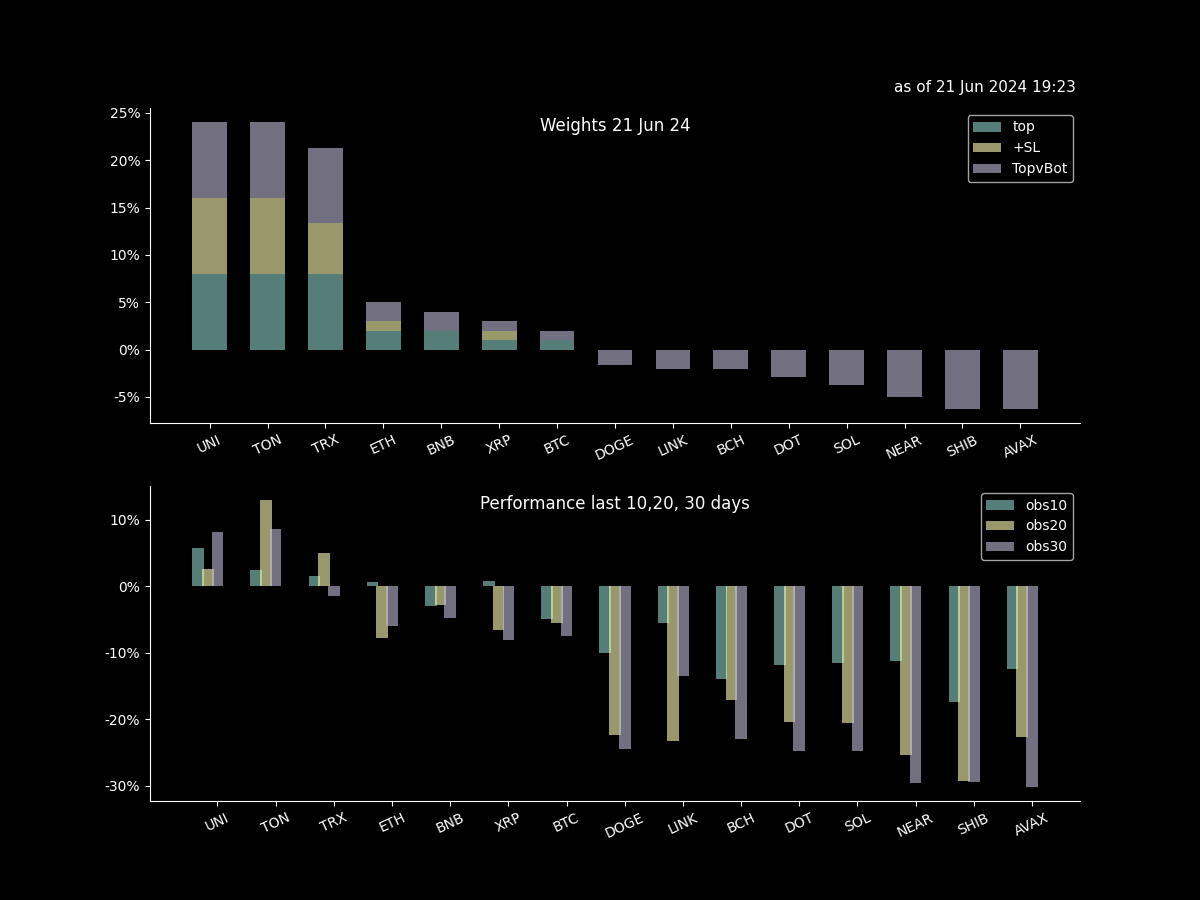 as of 21 Jun 2024 19:23
Weights 21 Jun 24
top
+SL
TopvBot
25%
20%
15%
10%
5%
0%
-5%
UNI TON TRX ETH BNB XRP BTC DOGE LINK BCH DOT SOL NEAR SHIB AVAX
Performance last 10,20, 30 days
obs10
obs20
obs30
10%
0%
-10%
-20%
-30%
UNI TON TRX ETH BNB XRP BTC DOGE LINK BCH DOT SOL NEAR SHIB AVAX